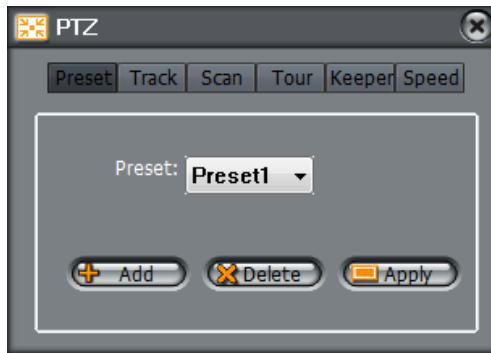 PTZ
Preset Track Scan Tour Keeper Speed
Preset: Preset1
Add Delete Apply